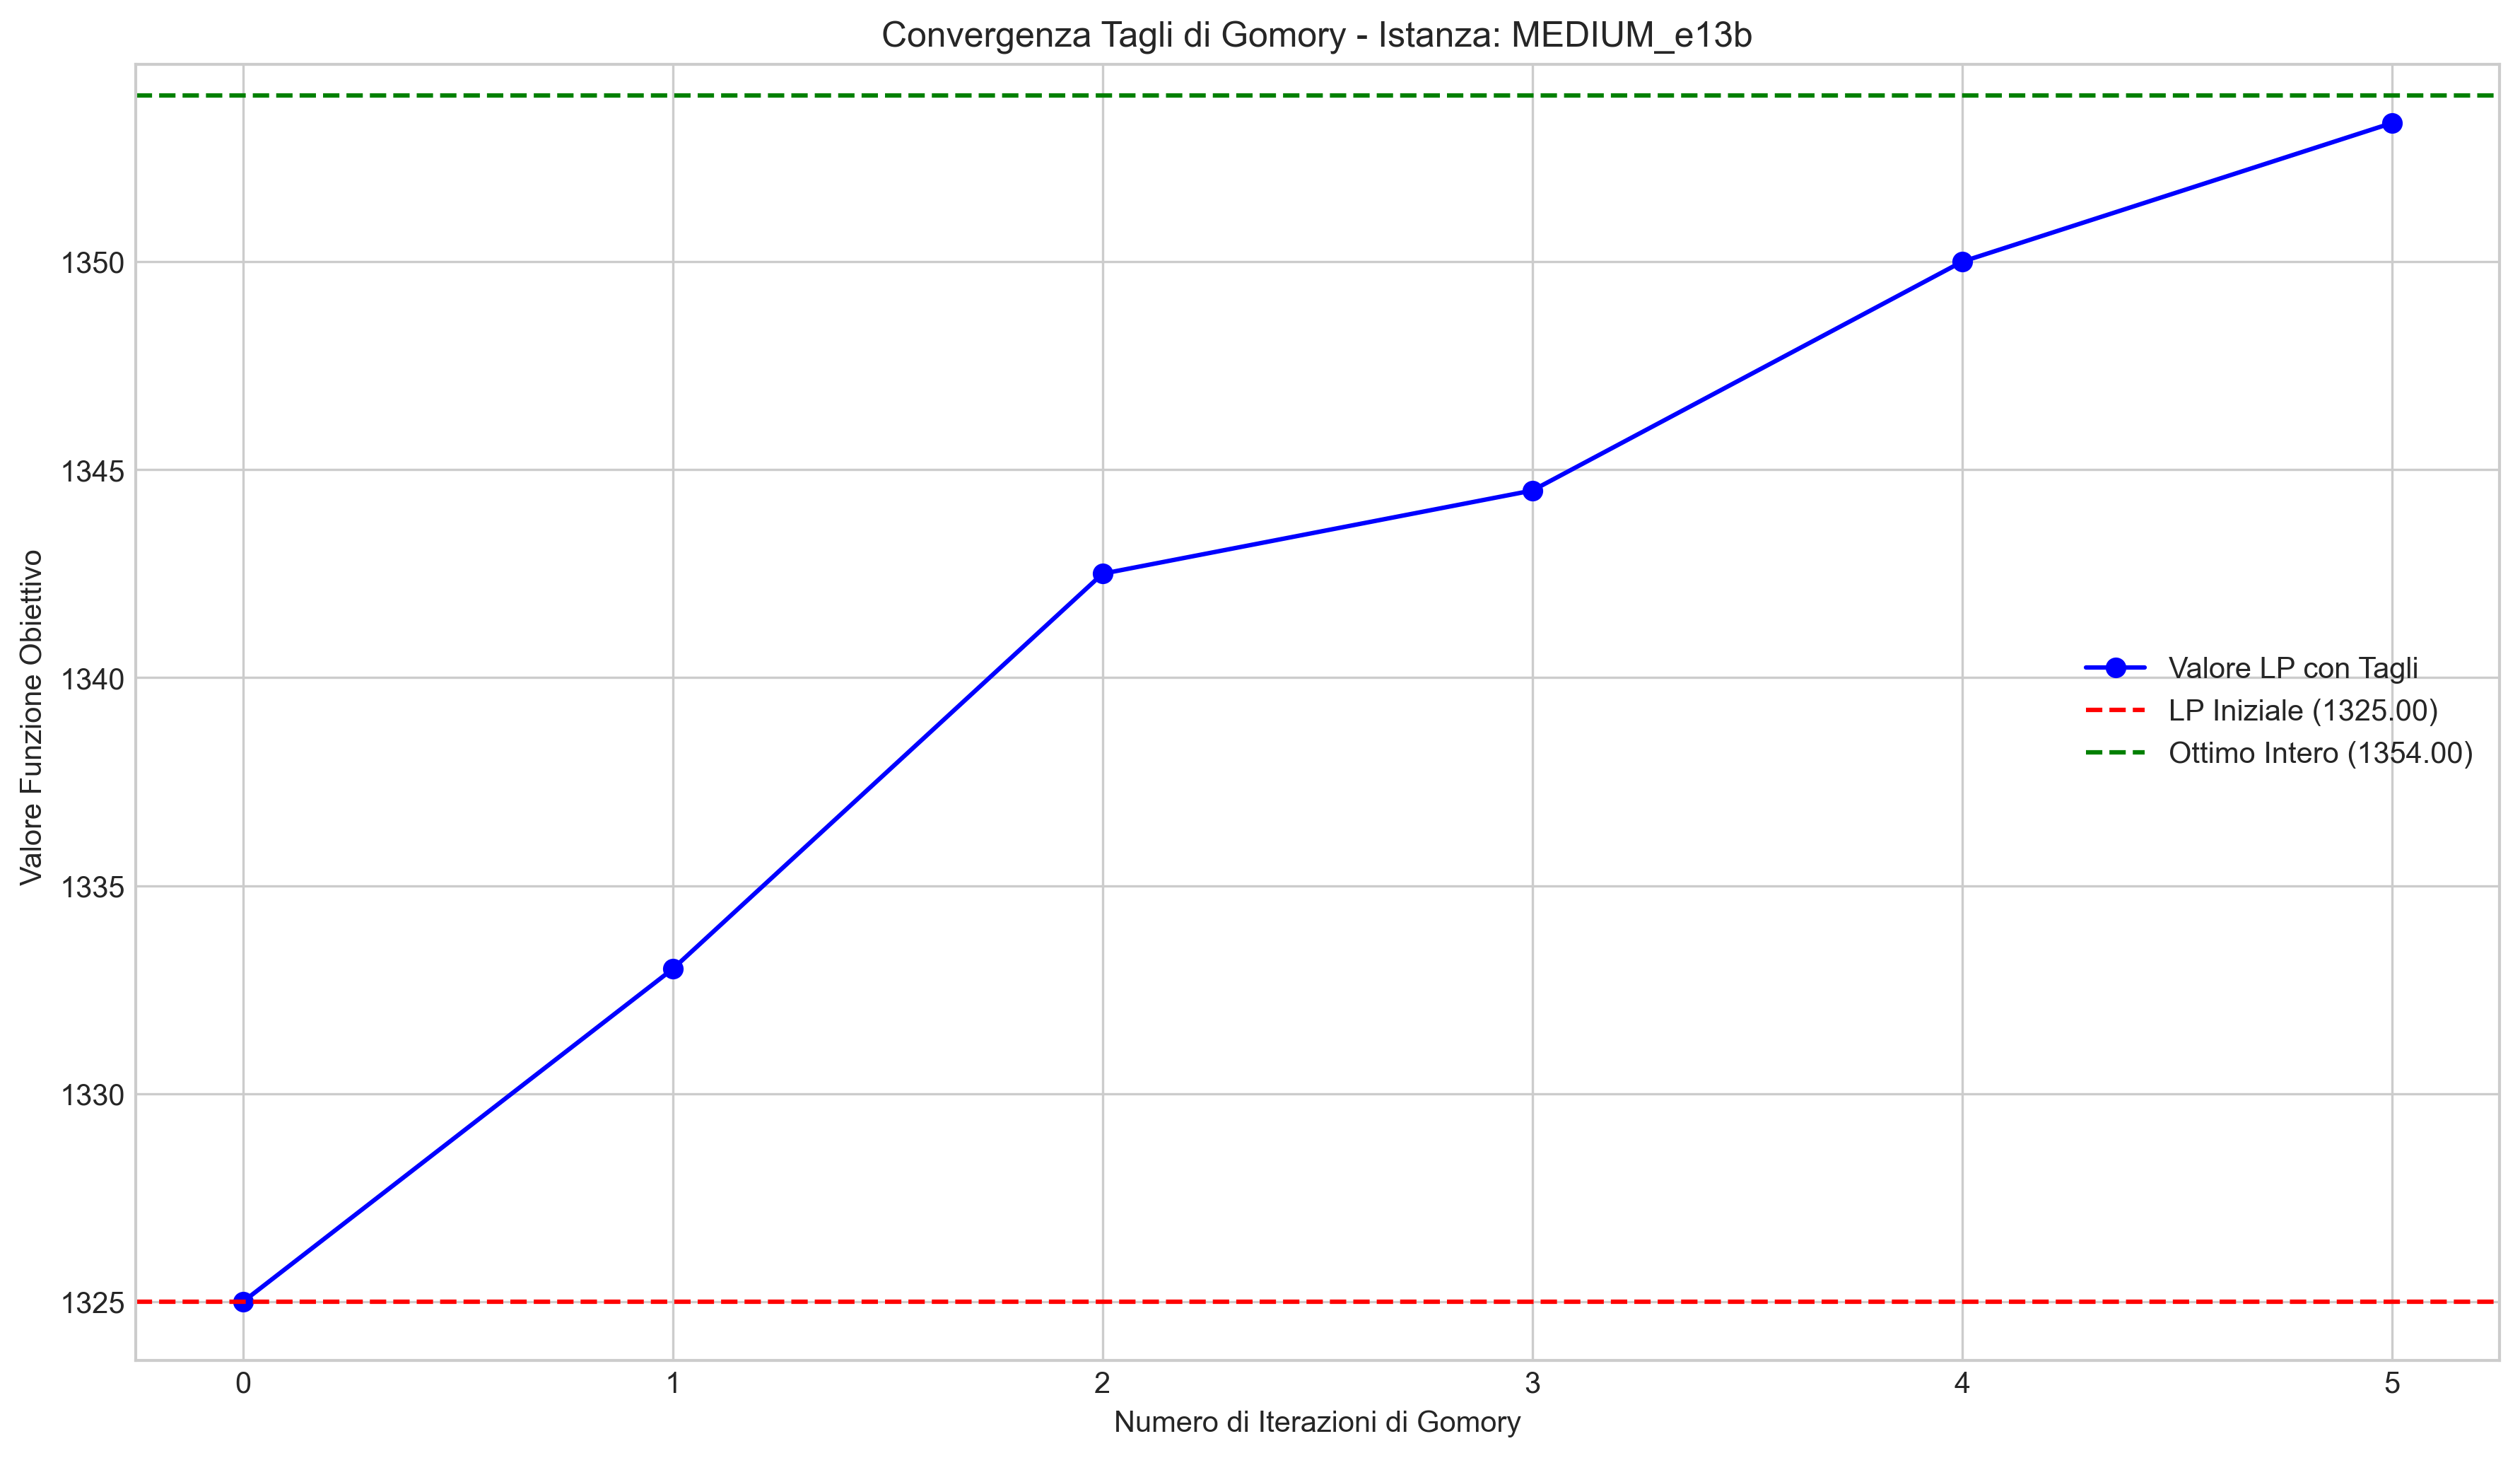 Convergenza Tagli di Gomory - Istanza: MEDIUM_e13b
Valore Funzione Obiettivo
1350
1345
1340
1335
1330
1325
Valore LP con Tagli
LP Iniziale (1325.00)
Ottimo Intero (1354.00)
0 1 2 3 4 5
Numero di Iterazioni di Gomory